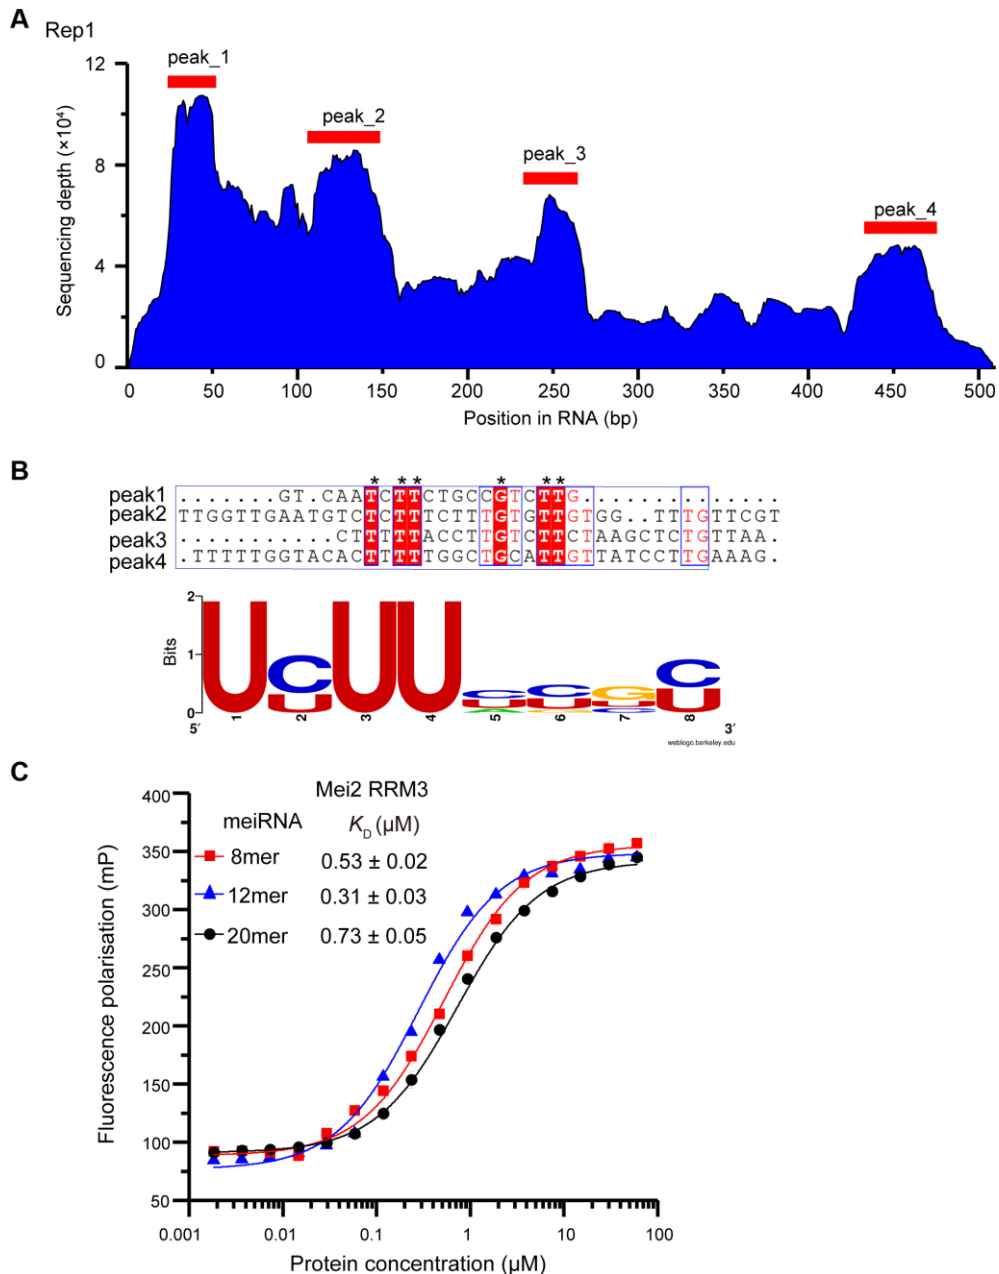 A
Rep1
peak_1
peak_2
peak_3
peak_4
12
8
4
0
Sequencing depth (×10⁴)
0 50 100 150 200 250 300 350 400 450 500
Position in RNA (bp)
B
* ** * **
peak1 .......GT.CAATCTTCTGCCGTCTTG.............
peak2 TTGGTTGAATGTCTCTTTCTTTGTGTTGTGG..TTTGTTCGT
peak3 ...........CTTTTTACCTTGTCTTCTAAGCTCTGTTAA.
peak4 .TTTTTGGTACACTTTTTGGCTGCATTGTTATCCTTGAAAG.
2
1
0
Bits
UCUUCCGC
UUUUU
5′ 1 2 3 4 5 6 7 8 3′
weblogo.berkeley.edu
C
Mei2 RRM3
meiRNA K_D (µM)
8mer 0.53 ± 0.02
12mer 0.31 ± 0.03
20mer 0.73 ± 0.05
400
350
300
250
200
150
100
50
Fluorescence polarisation (mP)
0.001 0.01 0.1 1 10 100
Protein concentration (µM)